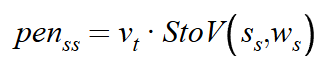 pen_ss = v_t · StoV(s_s,w_s)